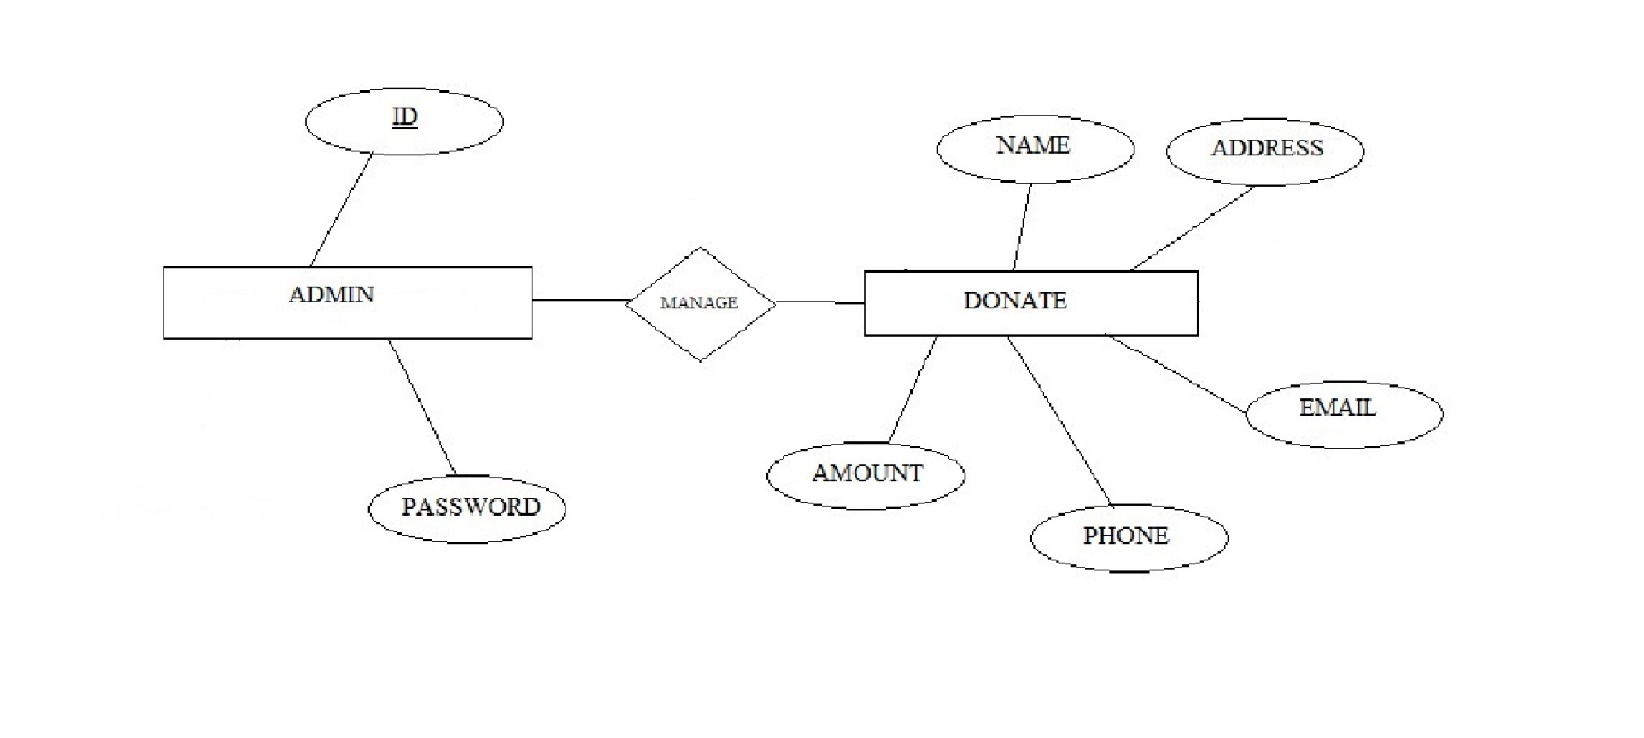 ID
NAME
ADDRESS
ADMIN
MANAGE
DONATE
EMAIL
AMOUNT
PASSWORD
PHONE